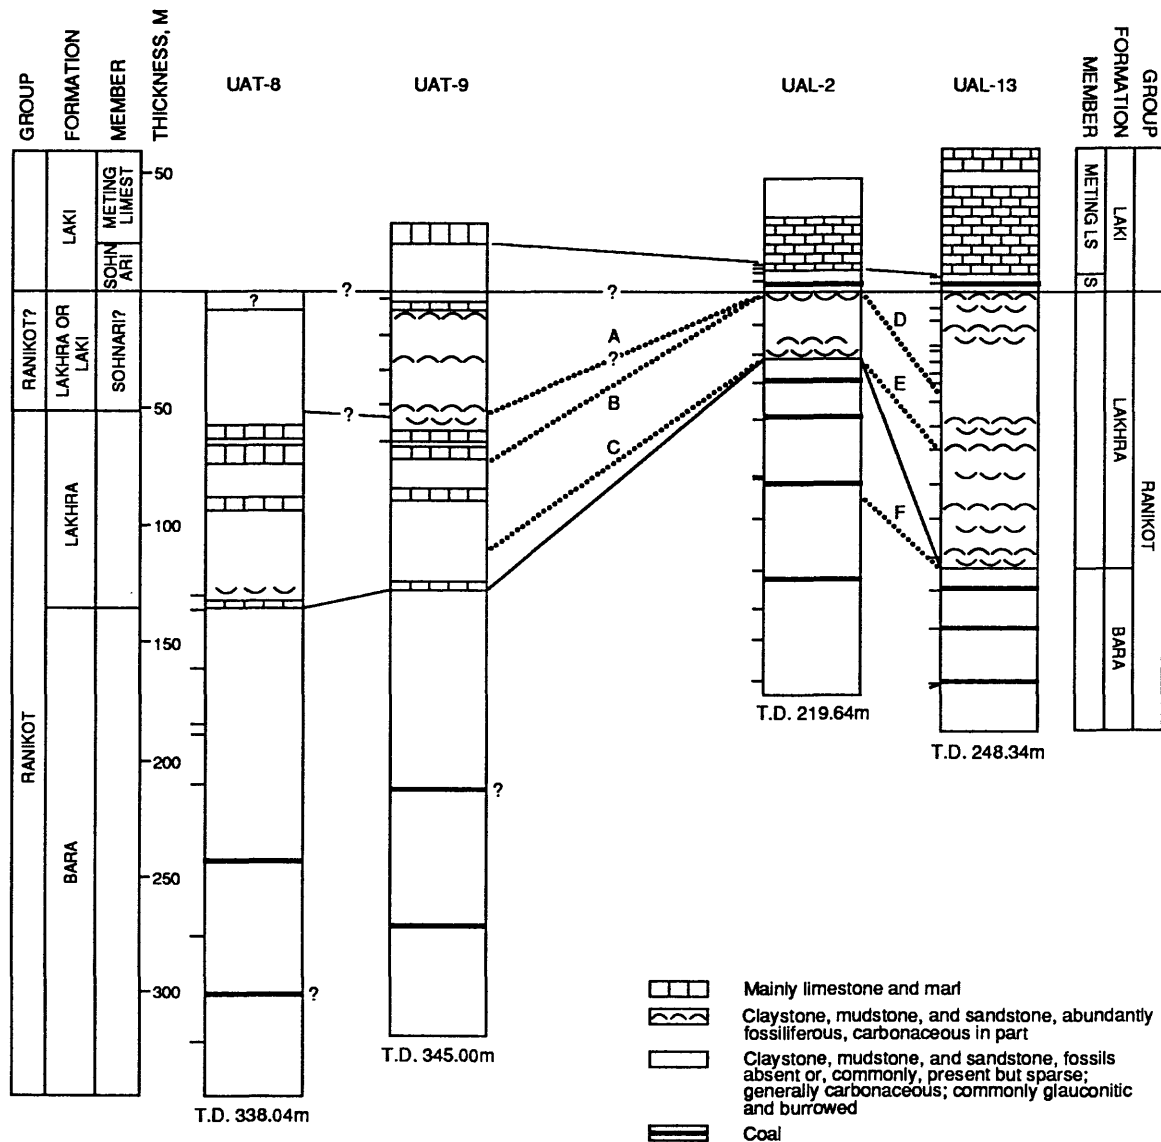 GROUP
FORMATION
MEMBER
THICKNESS, M
UAT-8
UAT-9
UAL-2
UAL-13
MEMBER
FORMATION
GROUP
50
METING
LIMEST
LAKI
SOHN
ARI
METING LS
LAKI
S
?
?
?
RANIKOT?
LAKHRA OR
LAKI
SOHNARI?
A
?
B
C
D
E
F
50
?
LAKHRA
LAKHRA
RANIKOT
100
150
BARA
T.D. 219.64m
T.D. 248.34m
200
?
RANIKOT
BARA
250
300
?
T.D. 345.00m
T.D. 338.04m
Mainly limestone and marl
Claystone, mudstone, and sandstone, abundantly
fossiliferous, carbonaceous in part
Claystone, mudstone, and sandstone, fossils
absent or, commonly, present but sparse;
generally carbonaceous; commonly glauconitic
and burrowed
Coal